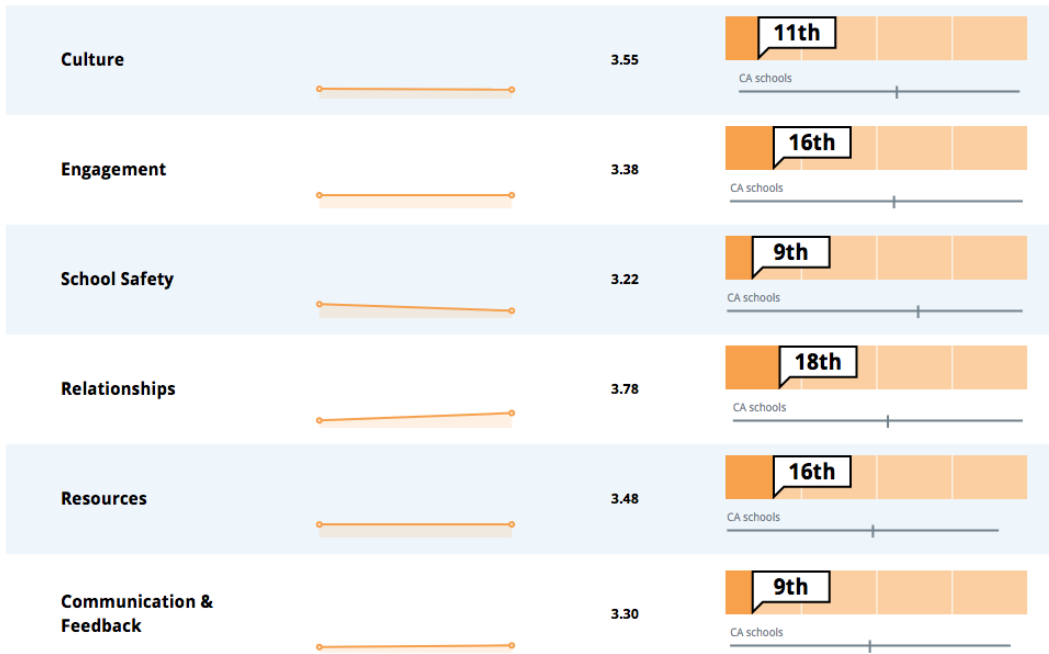 Culture
3.55
11th
CA schools
Engagement
3.38
16th
CA schools
School Safety
3.22
9th
CA schools
Relationships
3.78
18th
CA schools
Resources
3.48
16th
CA schools
Communication &
Feedback
3.30
9th
CA schools